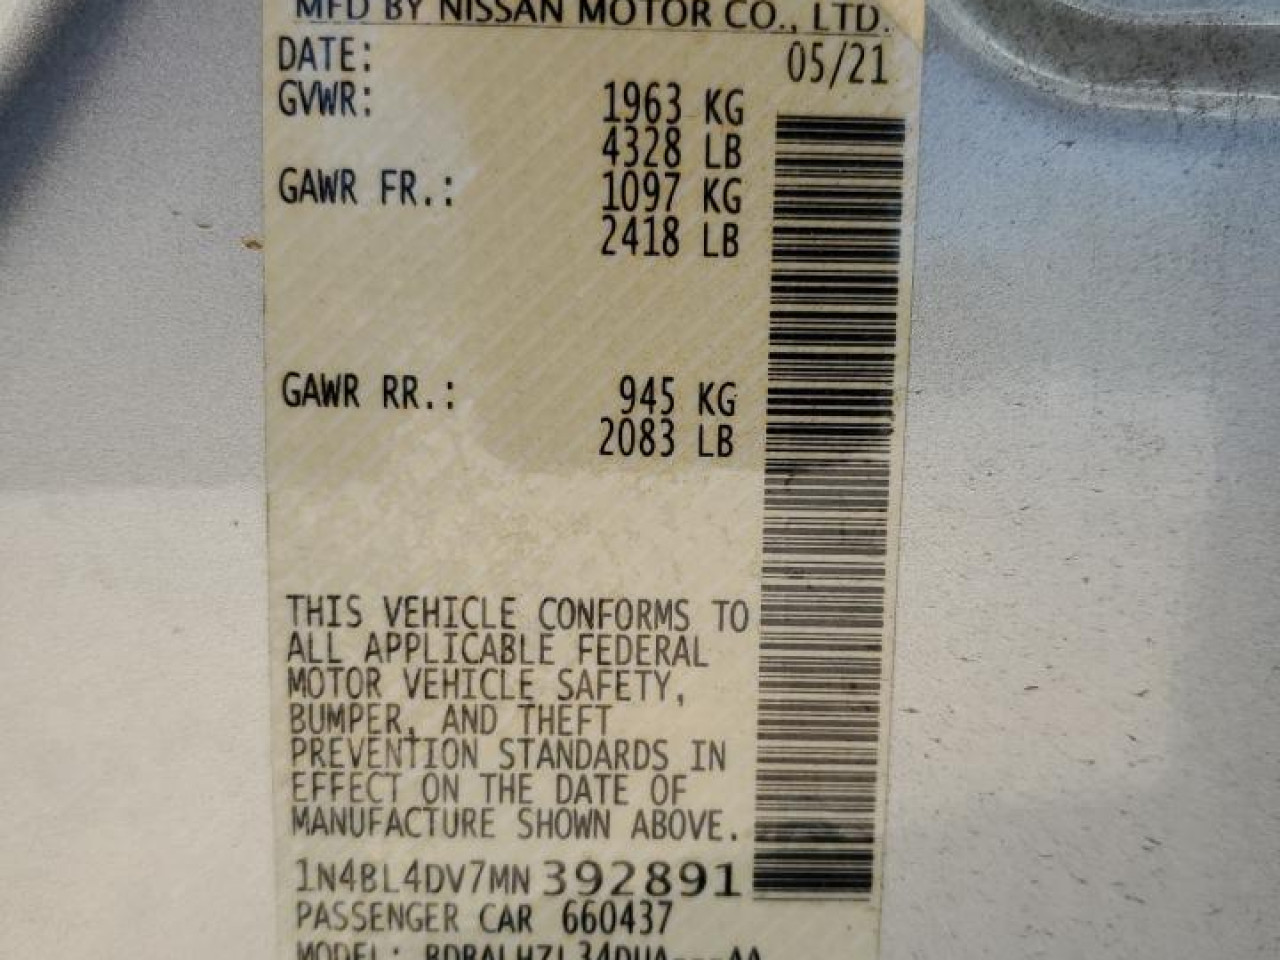 MFD BY NISSAN MOTOR CO., LTD.
DATE: 05/21
GVWR: 1963 KG
4328 LB
GAWR FR.: 1097 KG
2418 LB
GAWR RR.: 945 KG
2083 LB
THIS VEHICLE CONFORMS TO
ALL APPLICABLE FEDERAL
MOTOR VEHICLE SAFETY,
BUMPER, AND THEFT
PREVENTION STANDARDS IN
EFFECT ON THE DATE OF
MANUFACTURE SHOWN ABOVE.
1N4BL4DV7MN392891
PASSENGER CAR 660437
MODEL: